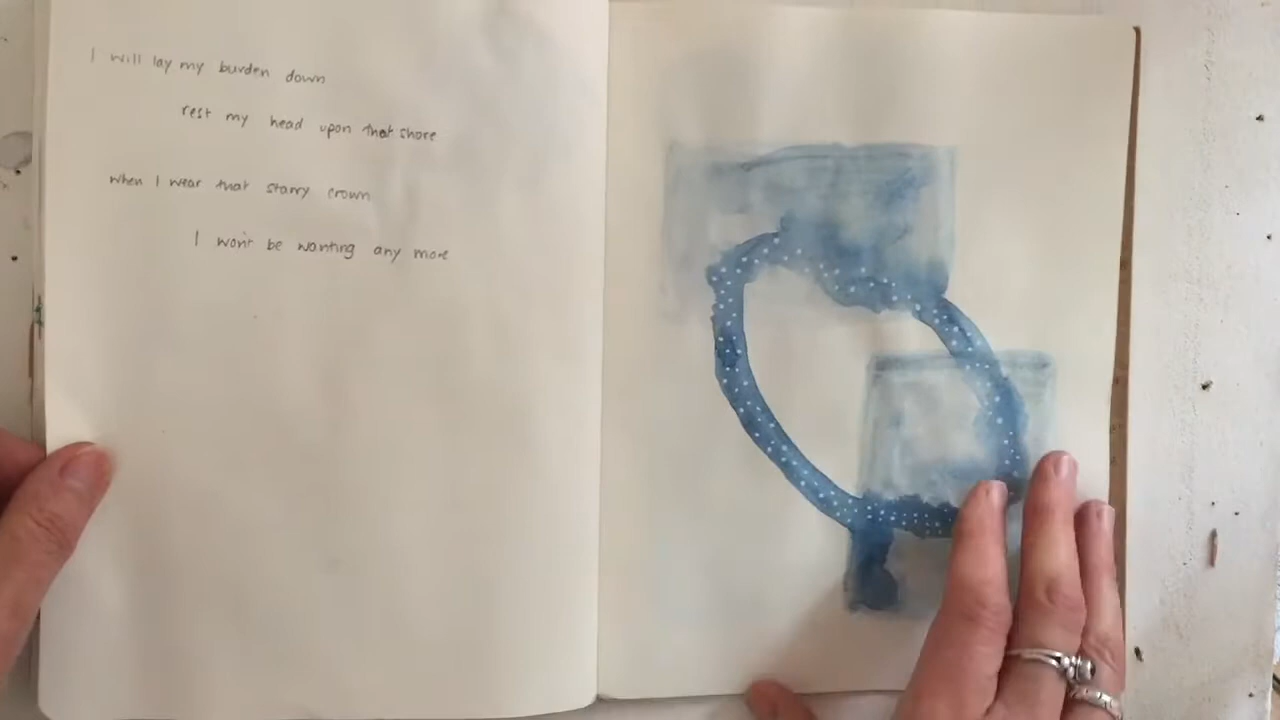 I will lay my burden down
rest my head upon that shore
when I wear that starry crown
I won't be wanting any more